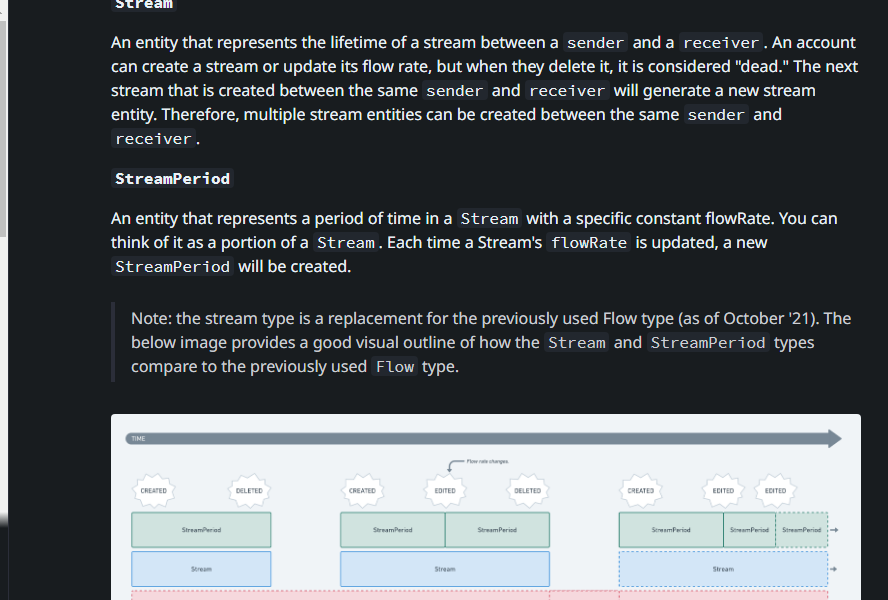 Stream
An entity that represents the lifetime of a stream between a sender and a receiver. An account
can create a stream or update its flow rate, but when they delete it, it is considered "dead." The next
stream that is created between the same sender and receiver will generate a new stream
entity. Therefore, multiple stream entities can be created between the same sender and
receiver.
StreamPeriod
An entity that represents a period of time in a Stream with a specific constant flowRate. You can
think of it as a portion of a Stream. Each time a Stream's flowRate is updated, a new
StreamPeriod will be created.
Note: the stream type is a replacement for the previously used Flow type (as of October '21). The
below image provides a good visual outline of how the Stream and StreamPeriod types
compare to the previously used Flow type.
TIME
Flow rate changes
CREATED DELETED CREATED EDITED DELETED CREATED EDITED EDITED
StreamPeriod StreamPeriod StreamPeriod StreamPeriod StreamPeriod StreamPeriod
Stream Stream Stream